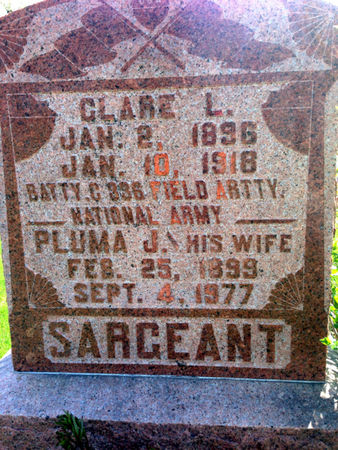 CLARE L.
JAN. 2, 1896
JAN. 10, 1918
BATTY. C 336 FIELD ARTTY.
NATIONAL ARMY
PLUMA J. HIS WIFE
FEB. 25, 1899
SEPT. 4, 1977
SARGEANT